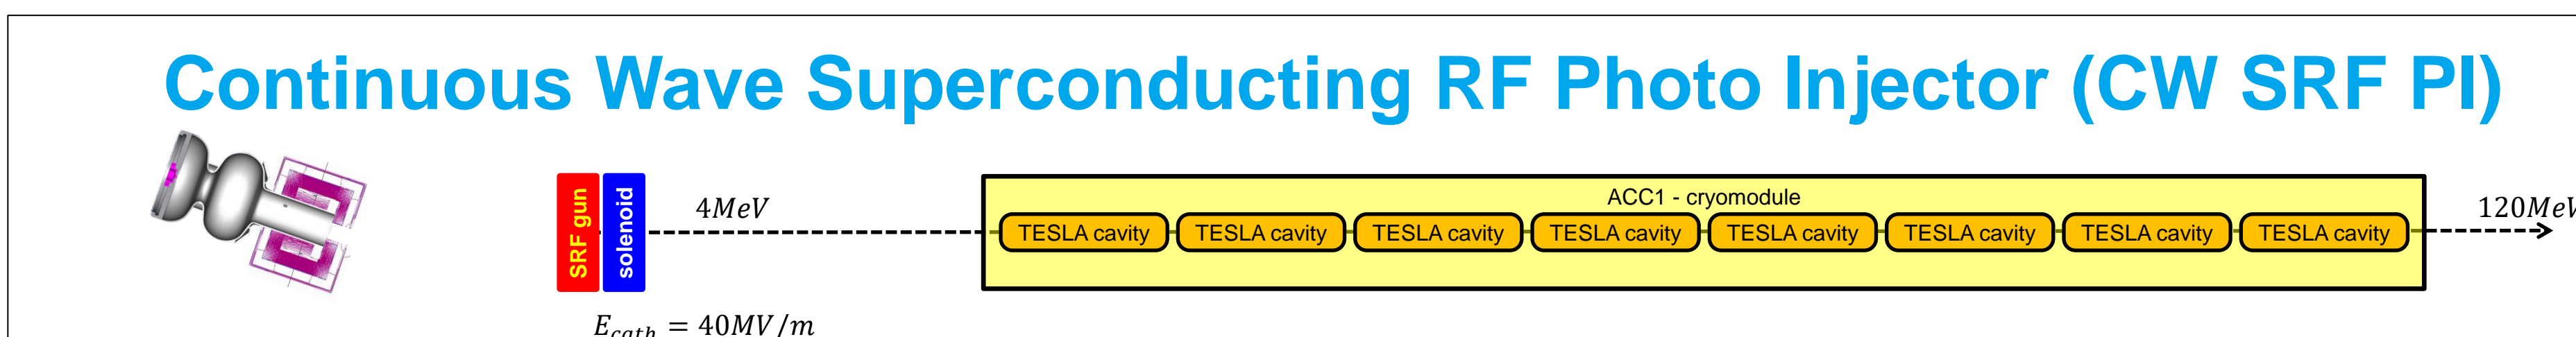 Continuous Wave Superconducting RF Photo Injector (CW SRF PI)
SRF gun
solenoid
4MeV
ACC1 - cryomodule
TESLA cavity TESLA cavity TESLA cavity TESLA cavity TESLA cavity TESLA cavity TESLA cavity TESLA cavity
120MeV
E_cath = 40MV/m